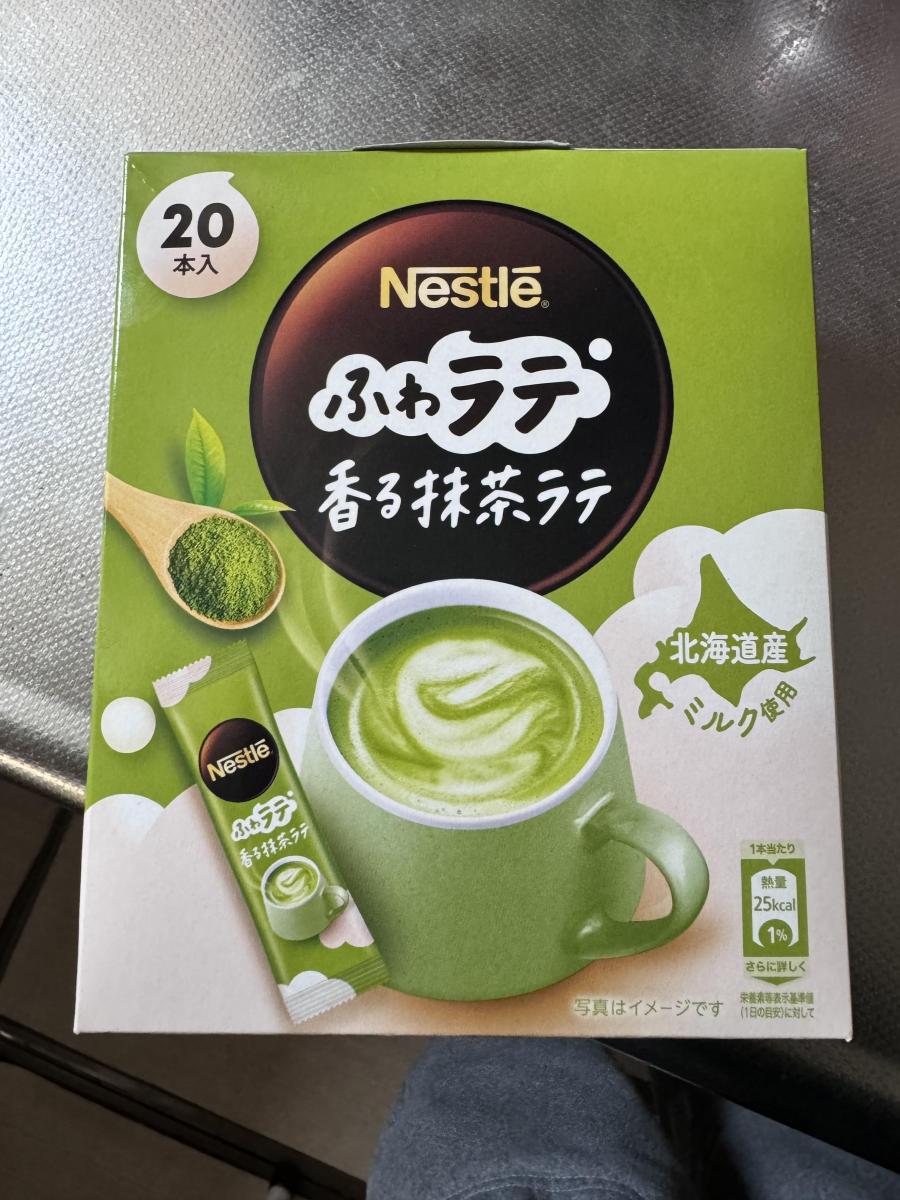 20
本入
Nestlé®
ふわラテ
香る抹茶ラテ
北海道産
ミルク使用
Nestlé
ふわラテ
香る抹茶ラテ
1本当たり
熱量
25kcal
1%
さらに詳しく
栄養素等表示基準値
(1日の目安)に対して
写真はイメージです